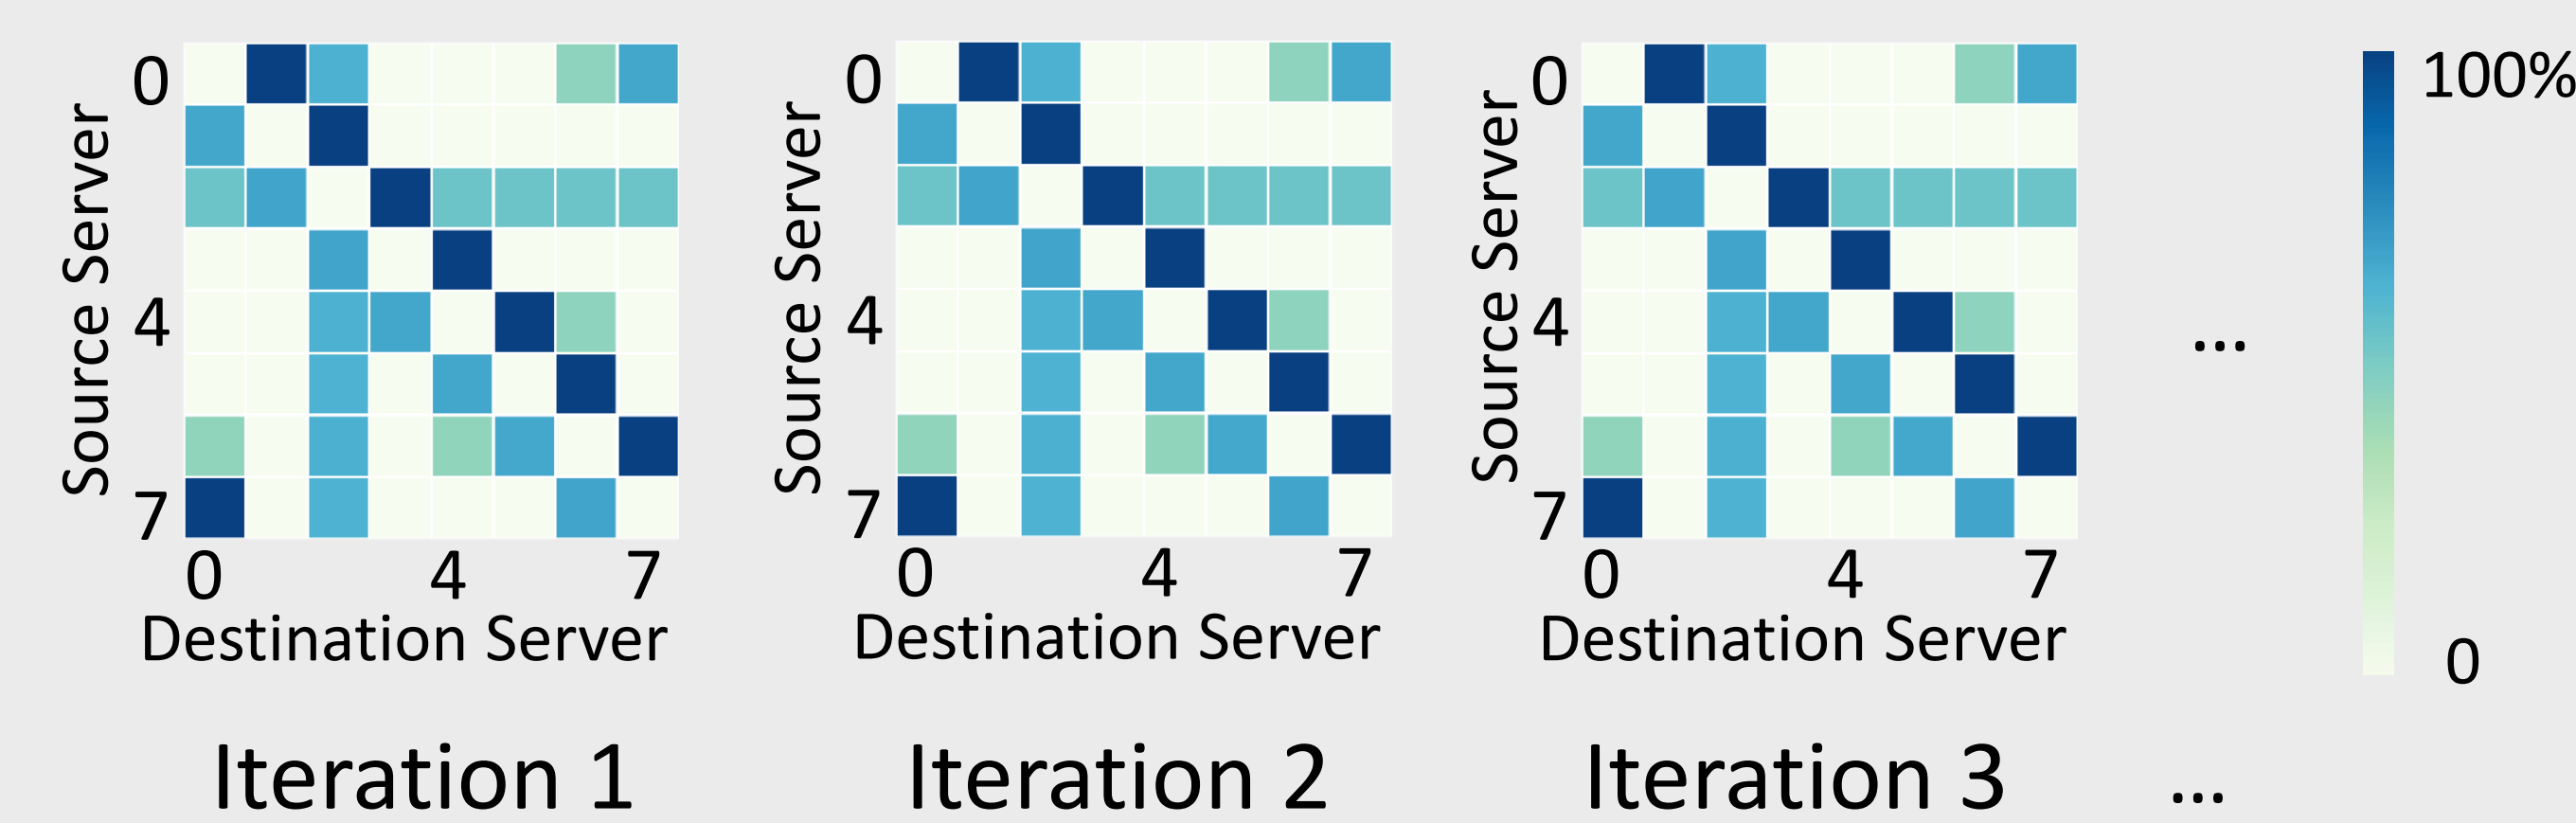 0
4
7
Source Server
0 4 7
Destination Server
Iteration 1
0
4
7
Source Server
0 4 7
Destination Server
Iteration 2
0
4
7
Source Server
0 4 7
Destination Server
Iteration 3
...
...
100%
0